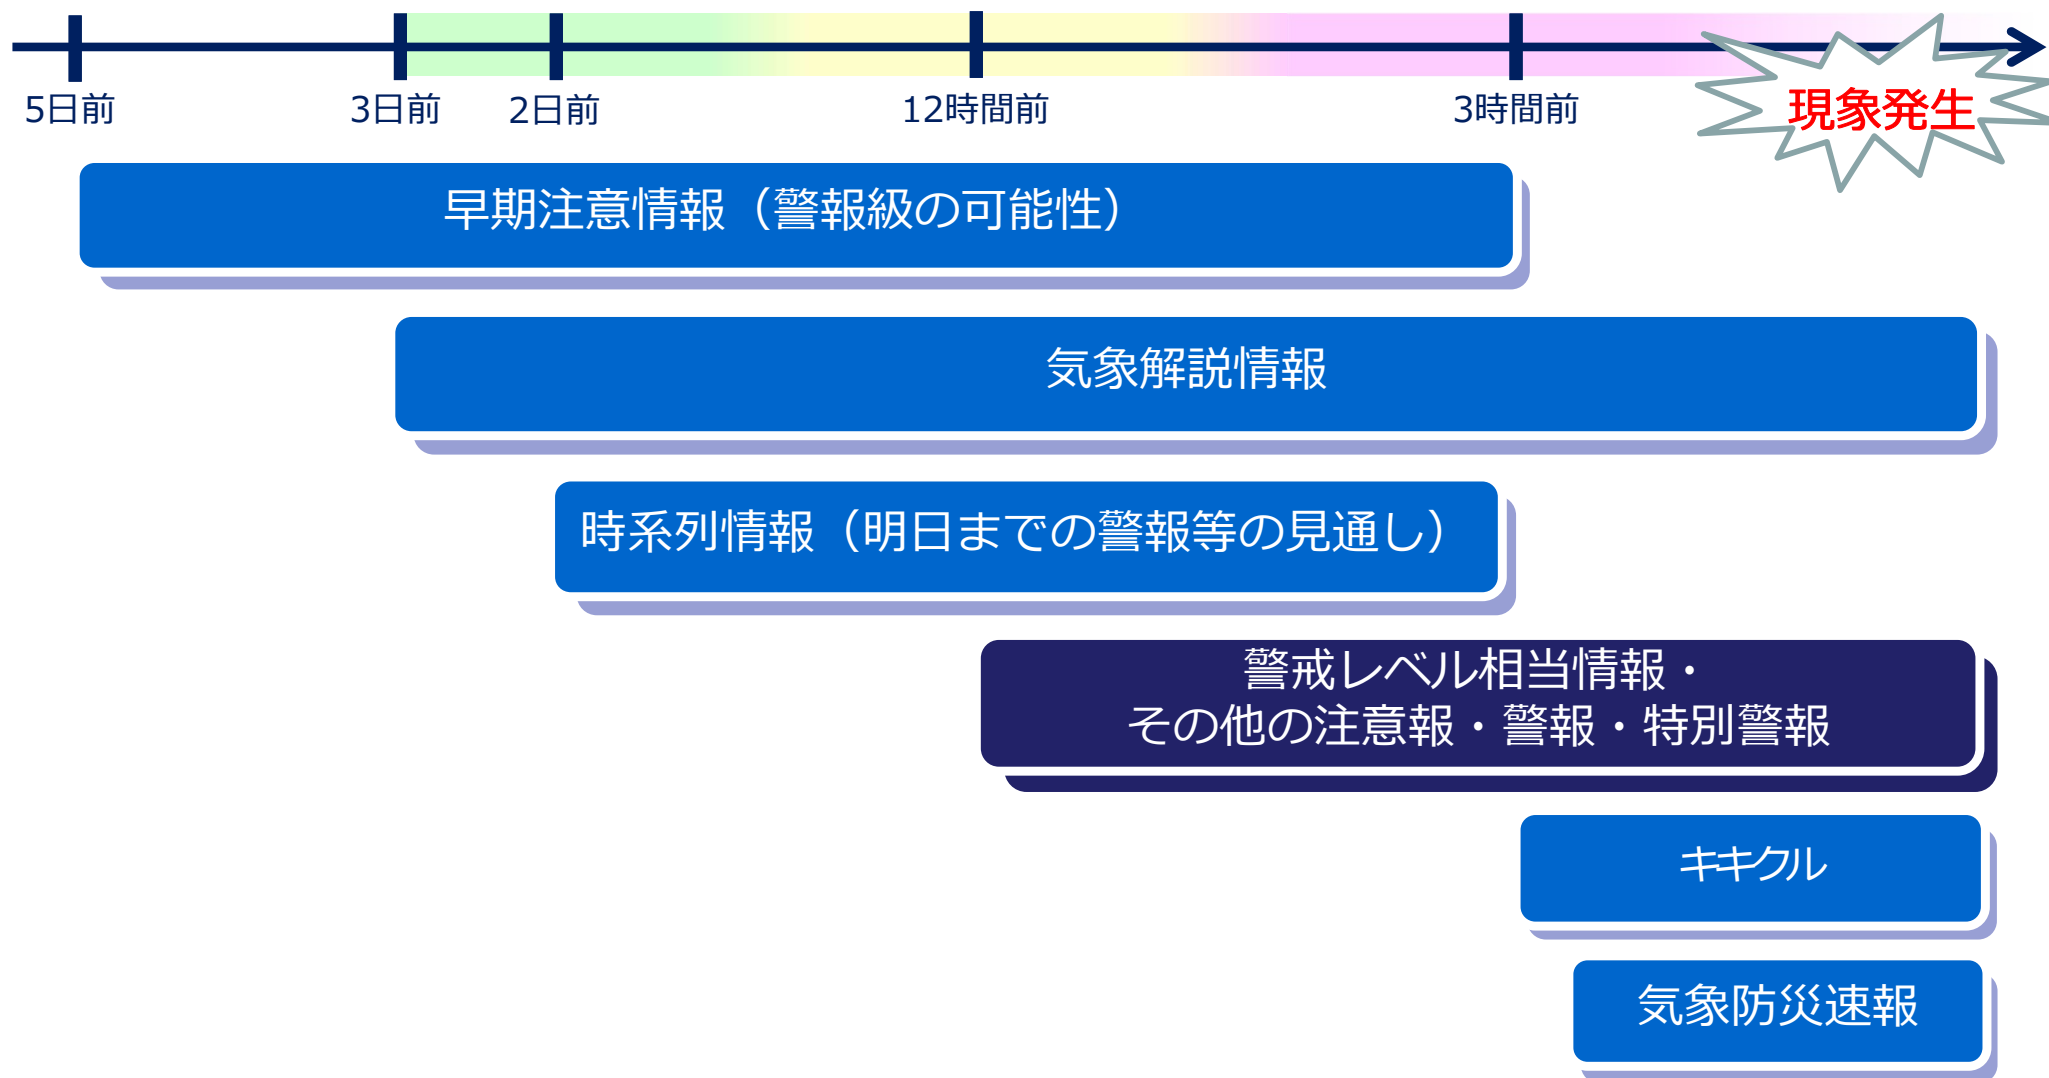 5日前
3日前
2日前
12時間前
3時間前
現象発生
早期注意情報（警報級の可能性）
気象解説情報
時系列情報（明日までの警報等の見通し）
警戒レベル相当情報・
その他の注意報・警報・特別警報
キキクル
気象防災速報